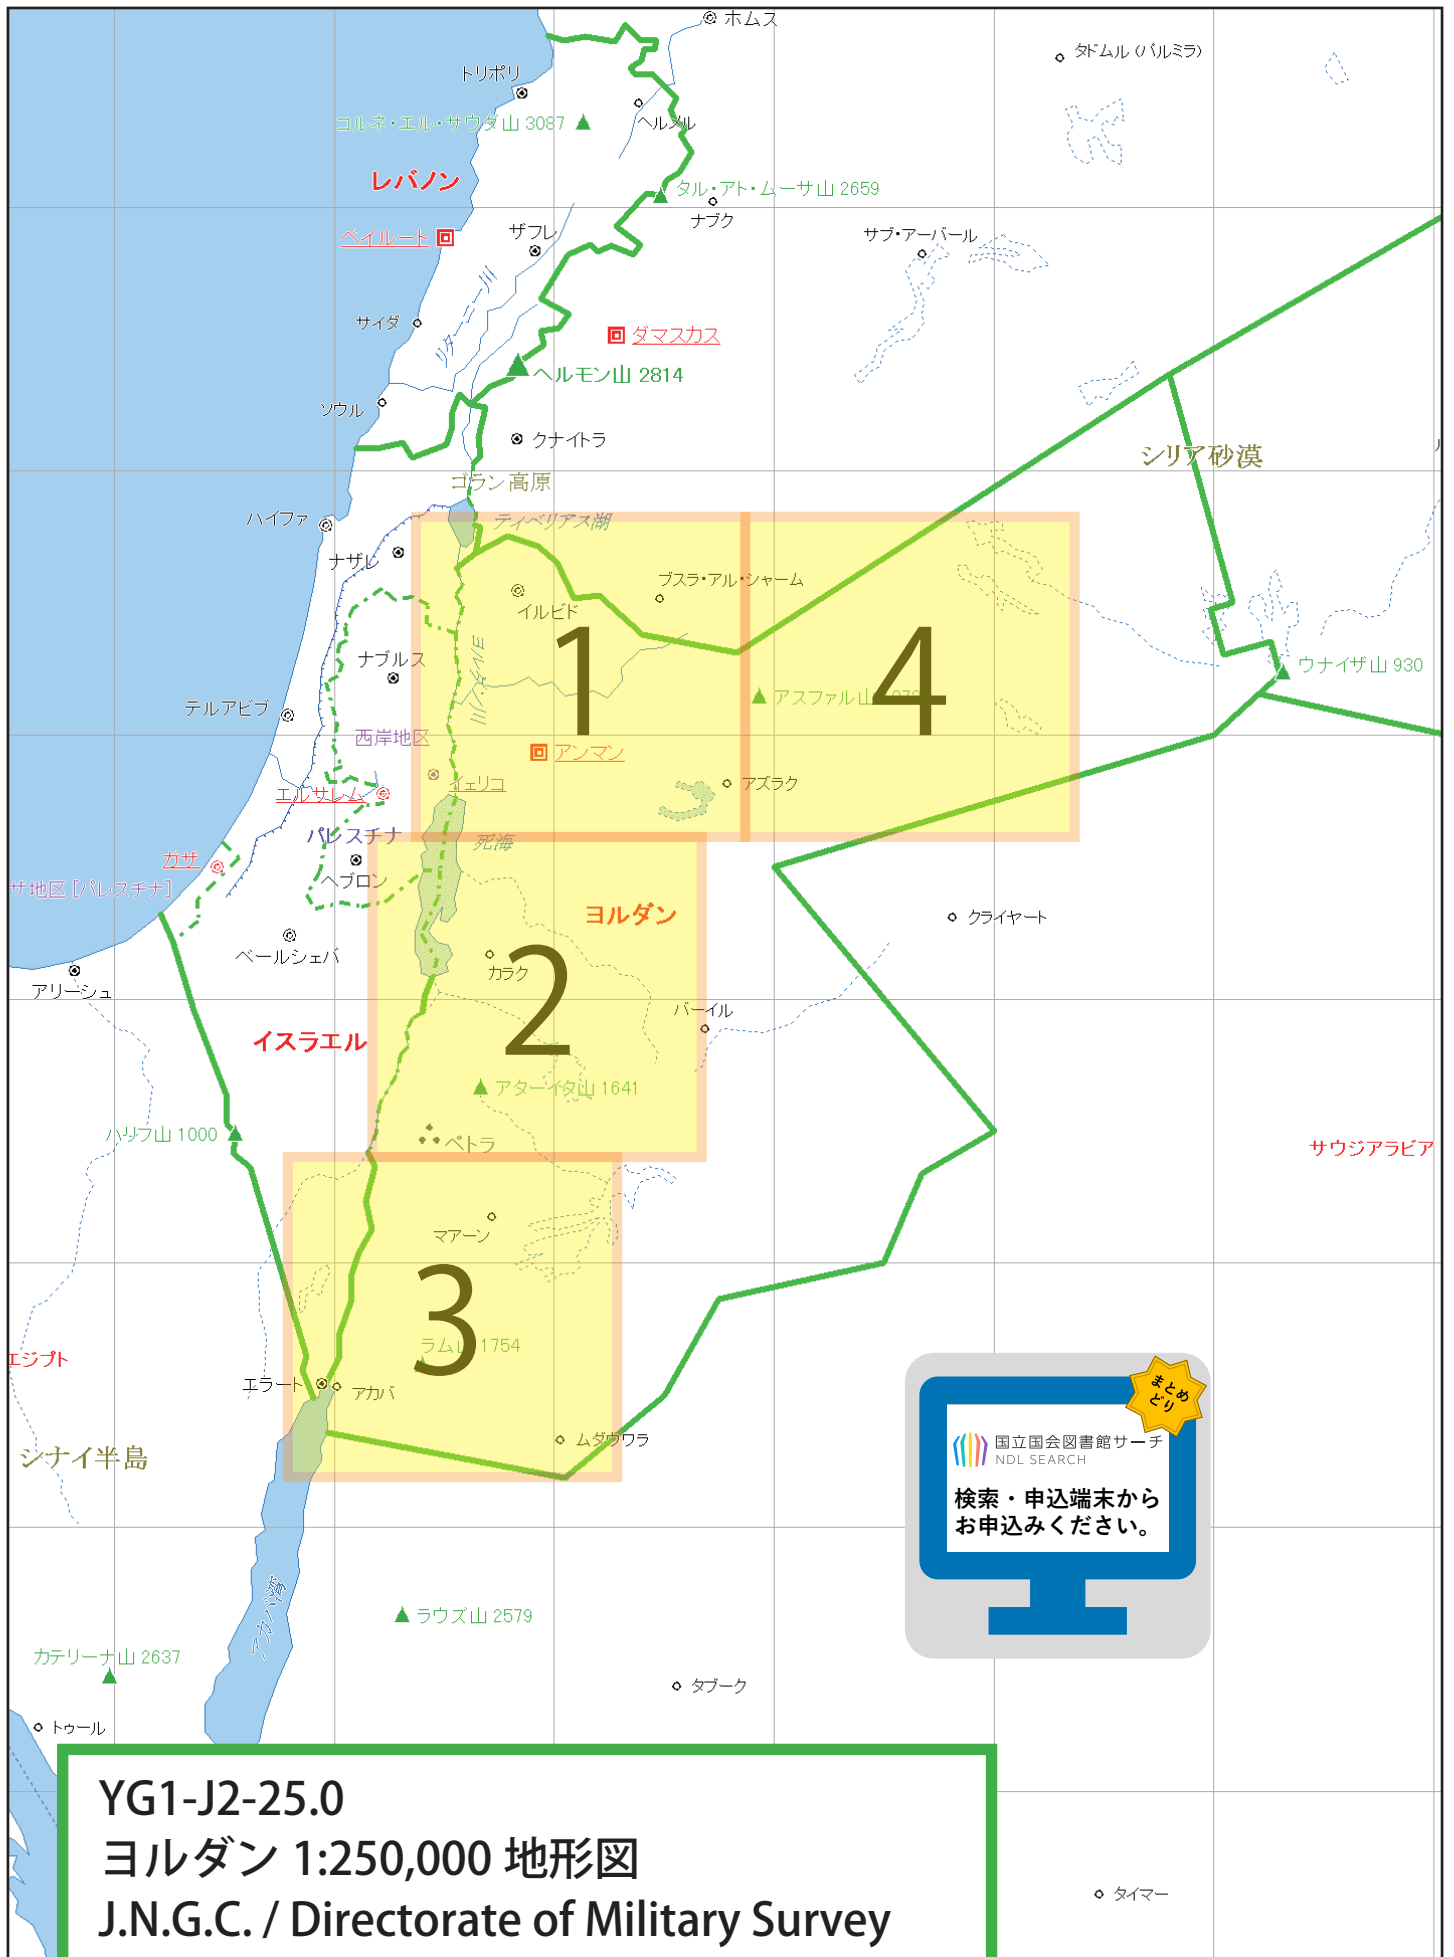 ホムス
タドムル (パルミラ)
トリポリ
コルネ・エル・サウダ山 3087
ヘルメル
レバノン
タル・アト・ムーサ山 2659
ナブク
ベイルート
ザフレ
サブ・アーバール
リターニー川
サイダ
ダマスカス
ヘルモン山 2814
ソウル
クナイトラ
シリア砂漠
ゴラン高原
ハイファ
ティベリアス湖
ナザレ
ブスラ・アル・シャーム
イルビド
1
4
ナブルス
ウナイザ山 930
アスファル山
テルアビブ
西岸地区
アンマン
イェリコ
アズラク
エルサレム
パレスチナ
死海
ガザ
ヘブロン
ザ地区 [パレスチナ]
ヨルダン
クライヤート
ベールシェバ
2
カラク
アリーシュ
バーイル
イスラエル
アターイタ山 1641
ハリフ山 1000
ペトラ
サウジアラビア
マアーン
3
ラム山 1754
エジプト
エラート
アカバ
まとめ
どり
ムダウワラ
国立国会図書館サーチ
NDL SEARCH
シナイ半島
検索・申込端末から
お申込みください。
アカバ湾
ラウズ山 2579
カテリーナ山 2637
タブーク
トゥール
YG1-J2-25.0
ヨルダン 1:250,000 地形図
タイマー
J.N.G.C. / Directorate of Military Survey